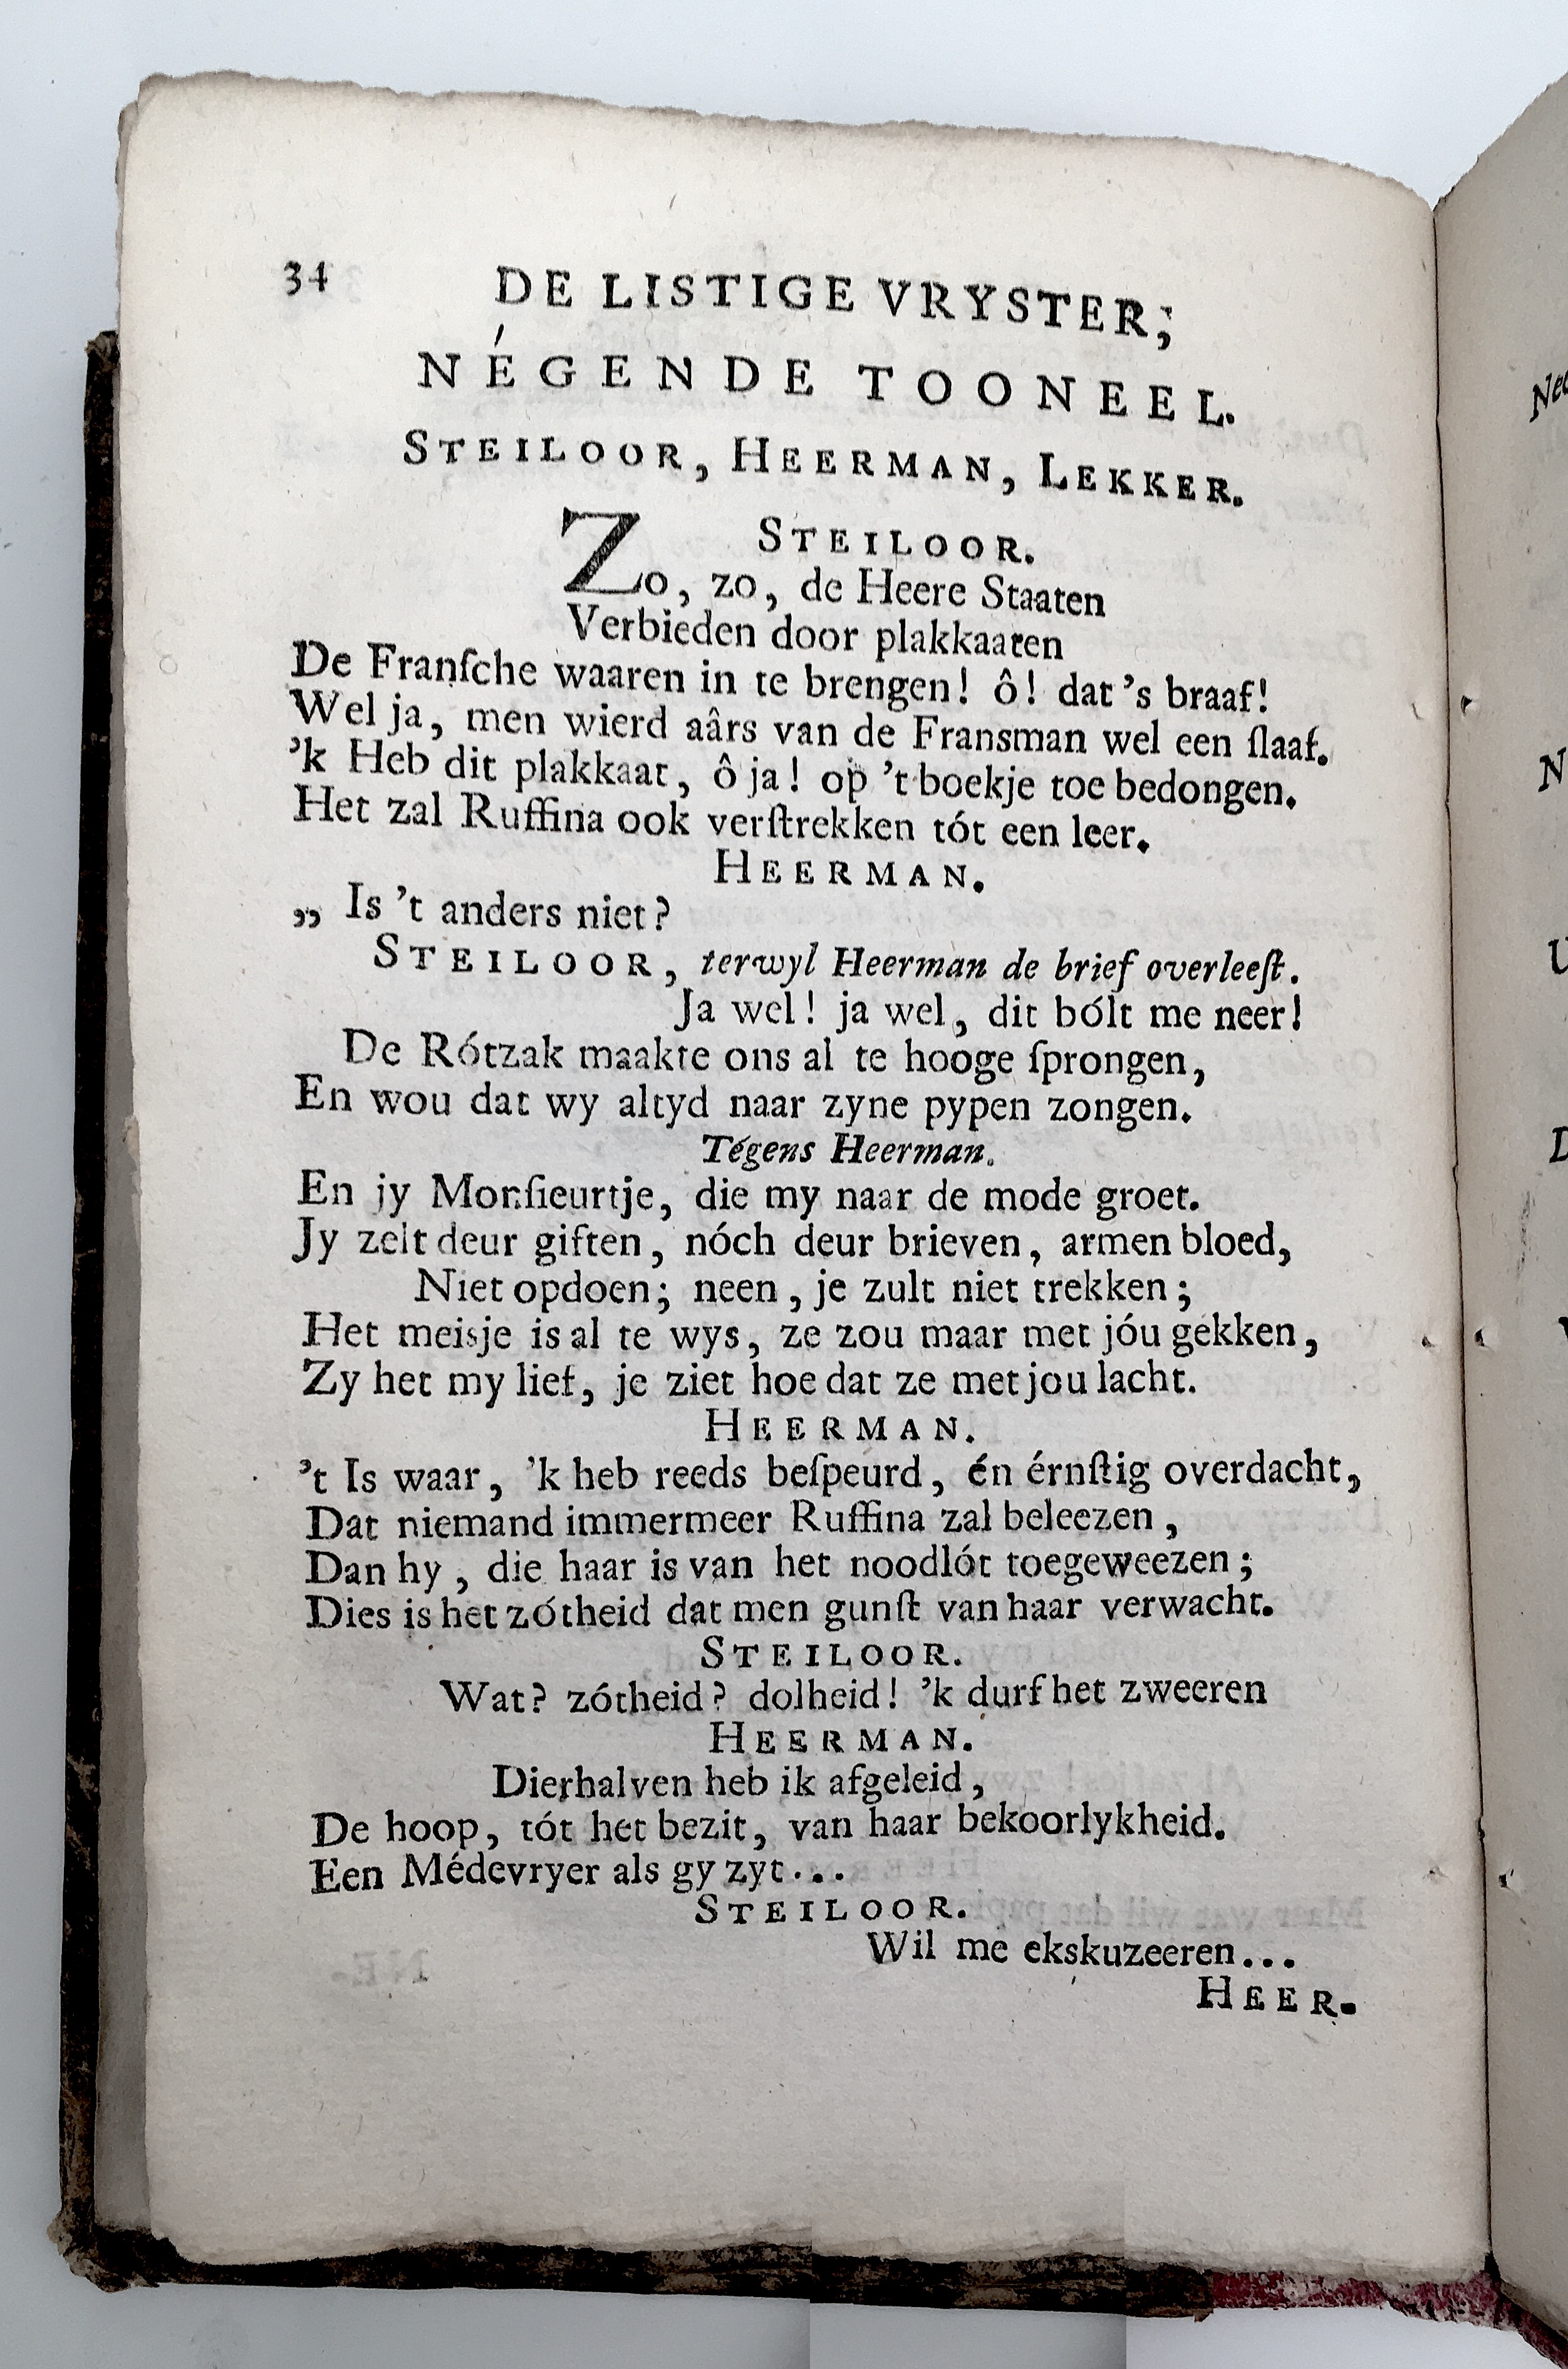 34 DE LISTIGE VRYSTER;
NÉGENDE TOONEEL.
STEILOOR, HEERMAN, LEKKER.
STEILOOR.
Zo, zo, de Heere Staaten
Verbieden door plakkaaten
De Franſche waaren in te brengen! ô! dat 's braaf!
Wel ja, men wierd aârs van de Fransman wel een ſlaaf.
'k Heb dit plakkaat, ô ja! op 't boekje toe bedongen.
Het zal Ruffina ook verſtrekken tót een leer.
HEERMAN.
„ Is 't anders niet?
STEILOOR, terwyl Heerman de brief overleeſt.
Ja wel! ja wel, dit bólt me neer!
De Rótzak maakte ons al te hooge ſprongen,
En wou dat wy altyd naar zyne pypen zongen.
Tégens Heerman.
En jy Monſieurtje, die my naar de mode groet.
Jy zelt deur giften, nóch deur brieven, armen bloed,
Niet opdoen; neen, je zult niet trekken;
Het meisje is al te wys, ze zou maar met jóu gekken,
Zy het my lief, je ziet hoe dat ze met jou lacht.
HEERMAN.
't Is waar, 'k heb reeds beſpeurd, én érnſtig overdacht,
Dat niemand immermeer Ruffina zal beleezen,
Dan hy, die haar is van het noodlót toegeweezen;
Dies is het zótheid dat men gunſt van haar verwacht.
STEILOOR.
Wat? zótheid? dolheid! 'k durf het zweeren
HEERMAN.
Dierhalven heb ik afgeleid,
De hoop, tót het bezit, van haar bekoorlykheid.
Een Médevryer als gy zyt...
STEILOOR.
Wil me ekskuzeeren...
HEER-